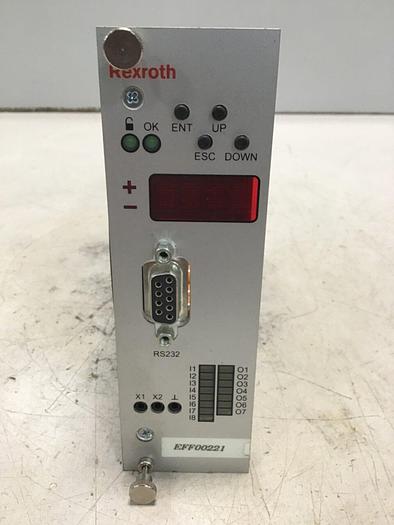 Rexroth
OK ENT UP
ESC DOWN
+
−
RS232
I1 O1
I2 O2
I3 O3
I4 O4
X1 X2 ⊥ I5 O5
I6 O6
I7 O7
I8
EFF00221